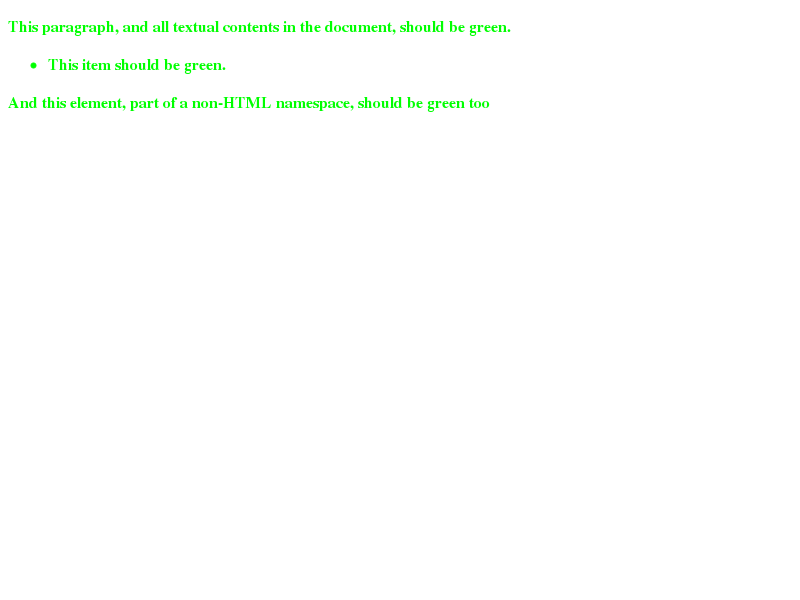 This paragraph, and all textual contents in the document, should be green.
This item should be green.
And this element, part of a non-HTML namespace, should be green too